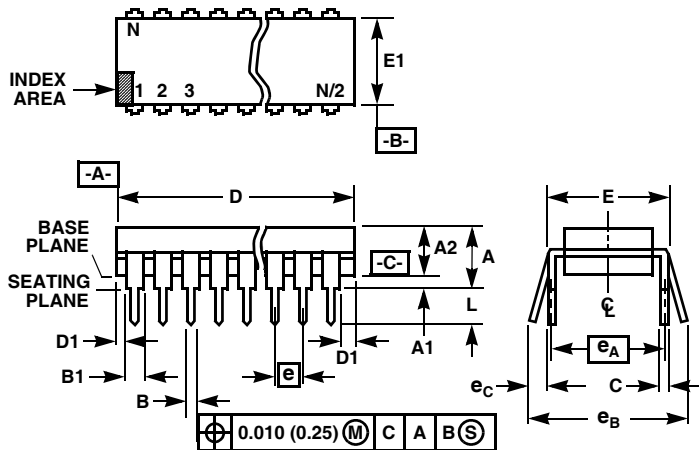 N
INDEX
AREA
1 2 3 N/2
E1
-B-
-A-
D
E
BASE
PLANE
A2
A
-C-
SEATING
PLANE
L
C̲L
D1
A1
D1
B1
e
eA
B
eC
C
eB
⌖ 0.010 (0.25) Ⓜ C A B Ⓢ